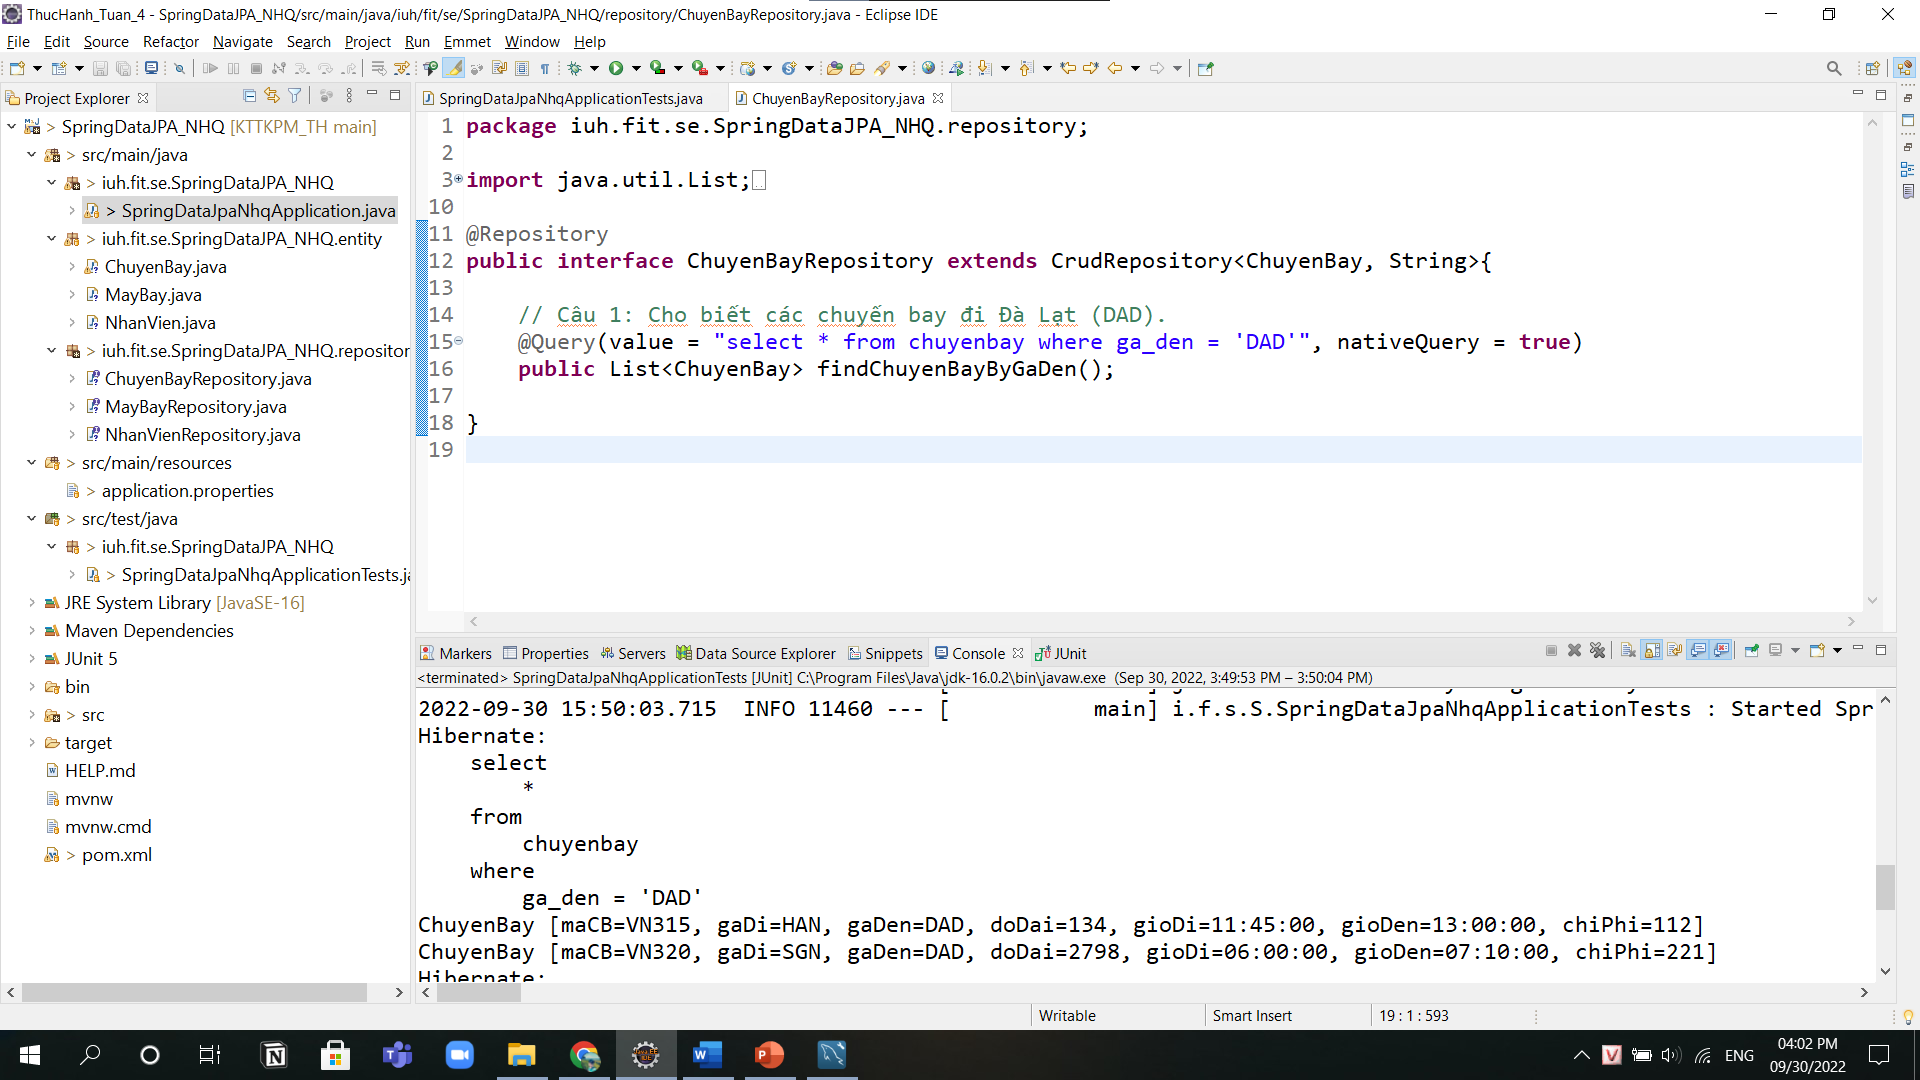 ThucHanh_Tuan_4 - SpringDataJPA_NHQ/src/main/java/iuh/fit/se/SpringDataJPA_NHQ/repository/ChuyenBayRepository.java - Eclipse IDE
File Edit Source Refactor Navigate Search Project Run Emmet Window Help
Project Explorer
SpringDataJpaNhqApplicationTests.java
ChuyenBayRepository.java
> SpringDataJPA_NHQ [KTTKPM_TH main]
> src/main/java
> iuh.fit.se.SpringDataJPA_NHQ
> SpringDataJpaNhqApplication.java
> iuh.fit.se.SpringDataJPA_NHQ.entity
ChuyenBay.java
MayBay.java
NhanVien.java
> iuh.fit.se.SpringDataJPA_NHQ.repositor
ChuyenBayRepository.java
MayBayRepository.java
NhanVienRepository.java
> src/main/resources
> application.properties
> src/test/java
> iuh.fit.se.SpringDataJPA_NHQ
> SpringDataJpaNhqApplicationTests.ja
JRE System Library [JavaSE-16]
Maven Dependencies
JUnit 5
bin
> src
target
HELP.md
mvnw
mvnw.cmd
> pom.xml
1 package iuh.fit.se.SpringDataJPA_NHQ.repository;
2
3 import java.util.List;
10
11 @Repository
12 public interface ChuyenBayRepository extends CrudRepository<ChuyenBay, String>{
13
14 // Câu 1: Cho biết các chuyến bay đi Đà Lạt (DAD).
15 @Query(value = "select * from chuyenbay where ga_den = 'DAD'", nativeQuery = true)
16 public List<ChuyenBay> findChuyenBayByGaDen();
17
18 }
19
Markers Properties Servers Data Source Explorer Snippets Console JUnit
<terminated> SpringDataJpaNhqApplicationTests [JUnit] C:\Program Files\Java\jdk-16.0.2\bin\javaw.exe (Sep 30, 2022, 3:49:53 PM – 3:50:04 PM)
2022-09-30 15:50:03.715 INFO 11460 --- [ main] i.f.s.S.SpringDataJpaNhqApplicationTests : Started Spr
Hibernate:
select
*
from
chuyenbay
where
ga_den = 'DAD'
ChuyenBay [maCB=VN315, gaDi=HAN, gaDen=DAD, doDai=134, gioDi=11:45:00, gioDen=13:00:00, chiPhi=112]
ChuyenBay [maCB=VN320, gaDi=SGN, gaDen=DAD, doDai=2798, gioDi=06:00:00, gioDen=07:10:00, chiPhi=221]
Hibernate:
Writable Smart Insert 19 : 1 : 593
ENG
04:02 PM
09/30/2022